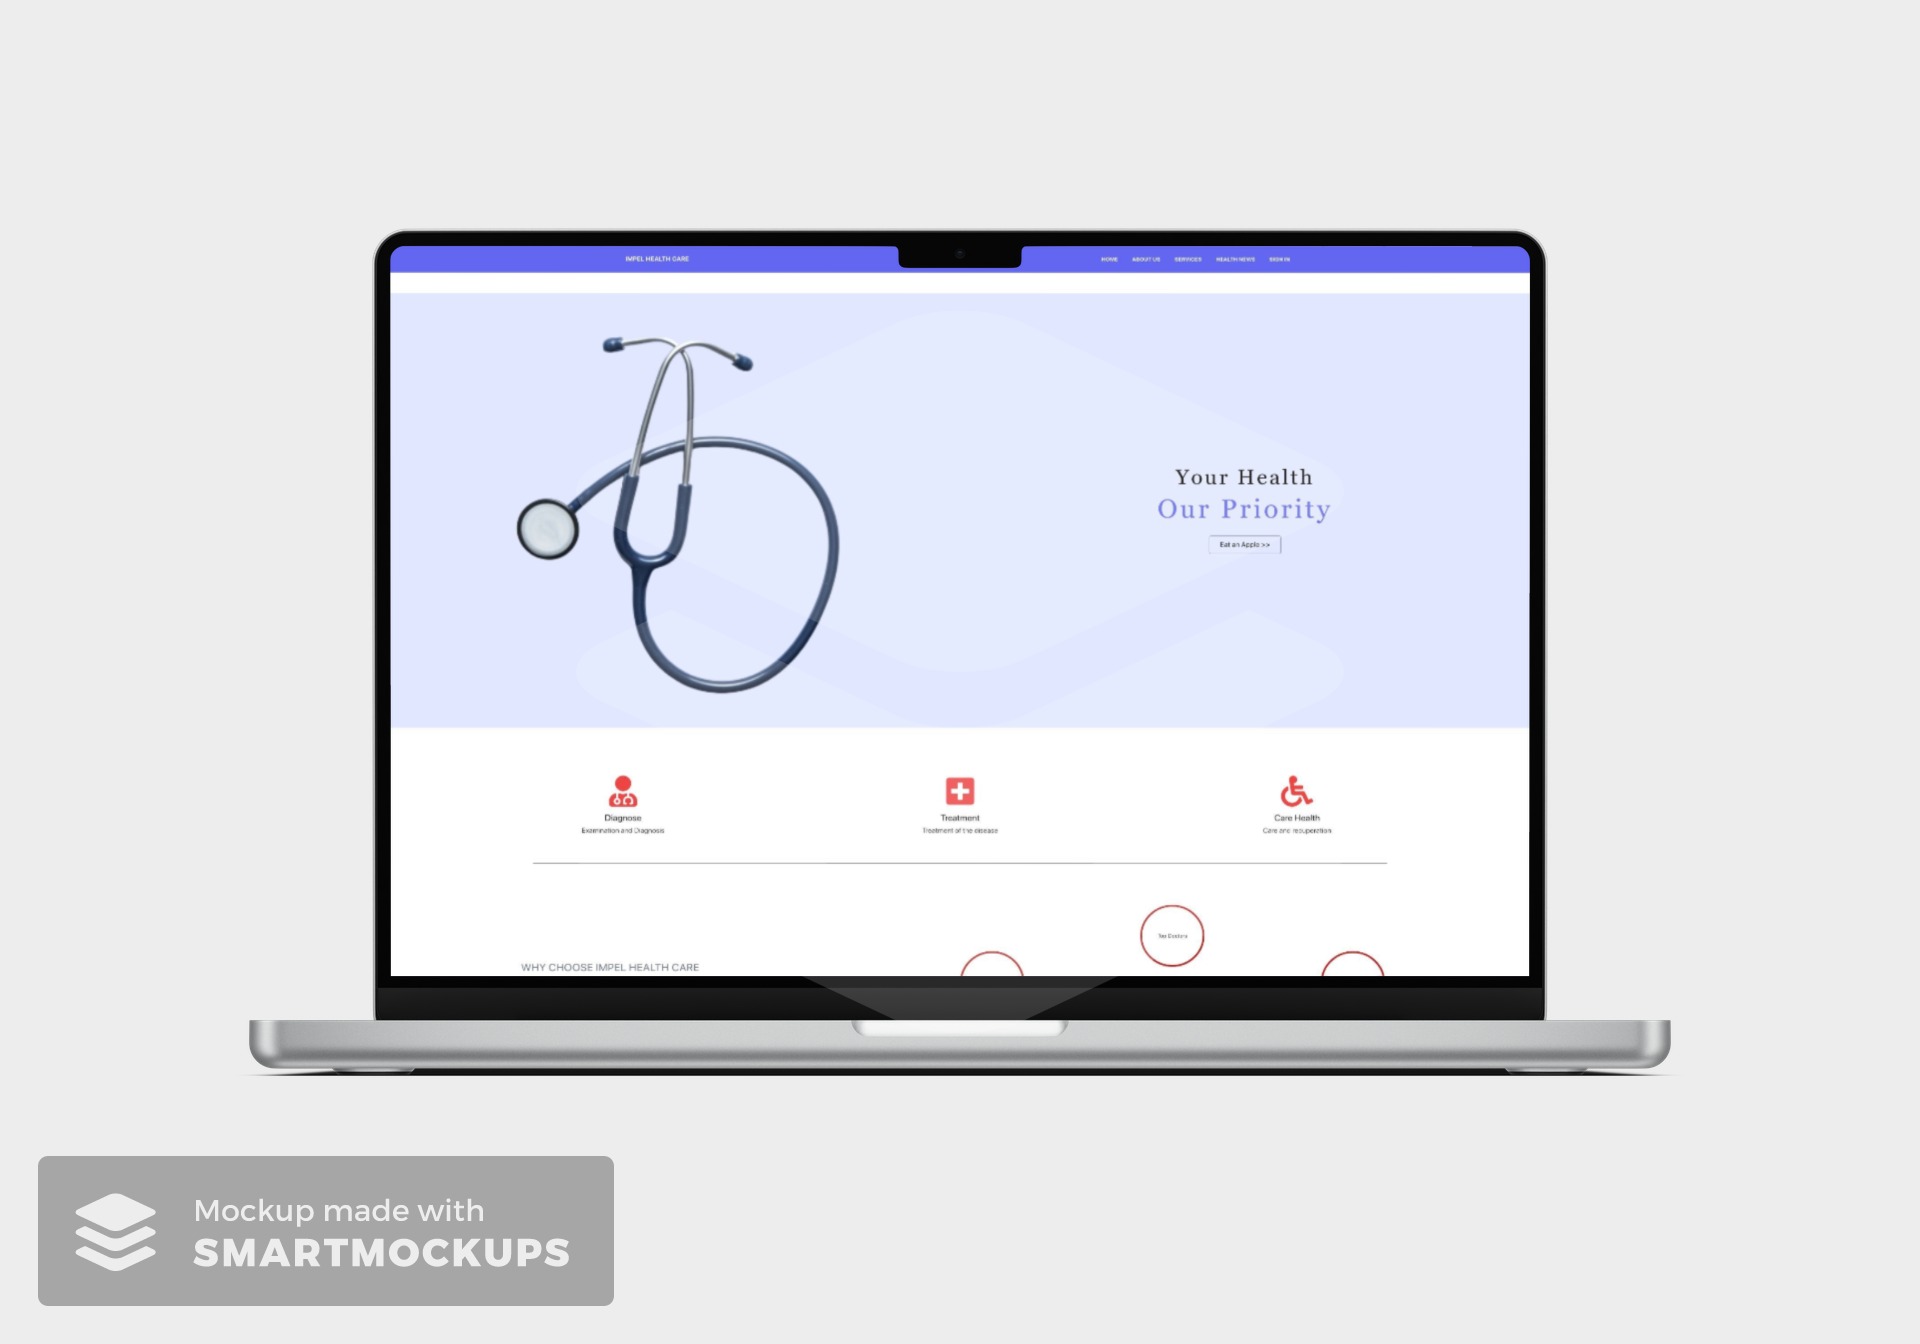 IMPEL HEALTH CARE
HOME ABOUT US SERVICES HEALTH NEWS SIGN IN
Your Health
Our Priority
Eat an Apple >>
Diagnose
Examination and Diagnosis
Treatment
Treatment of the disease
Care Health
Care and recuperation
Doctors
WHY CHOOSE IMPEL HEALTH CARE
Mockup made with
SMARTMOCKUPS